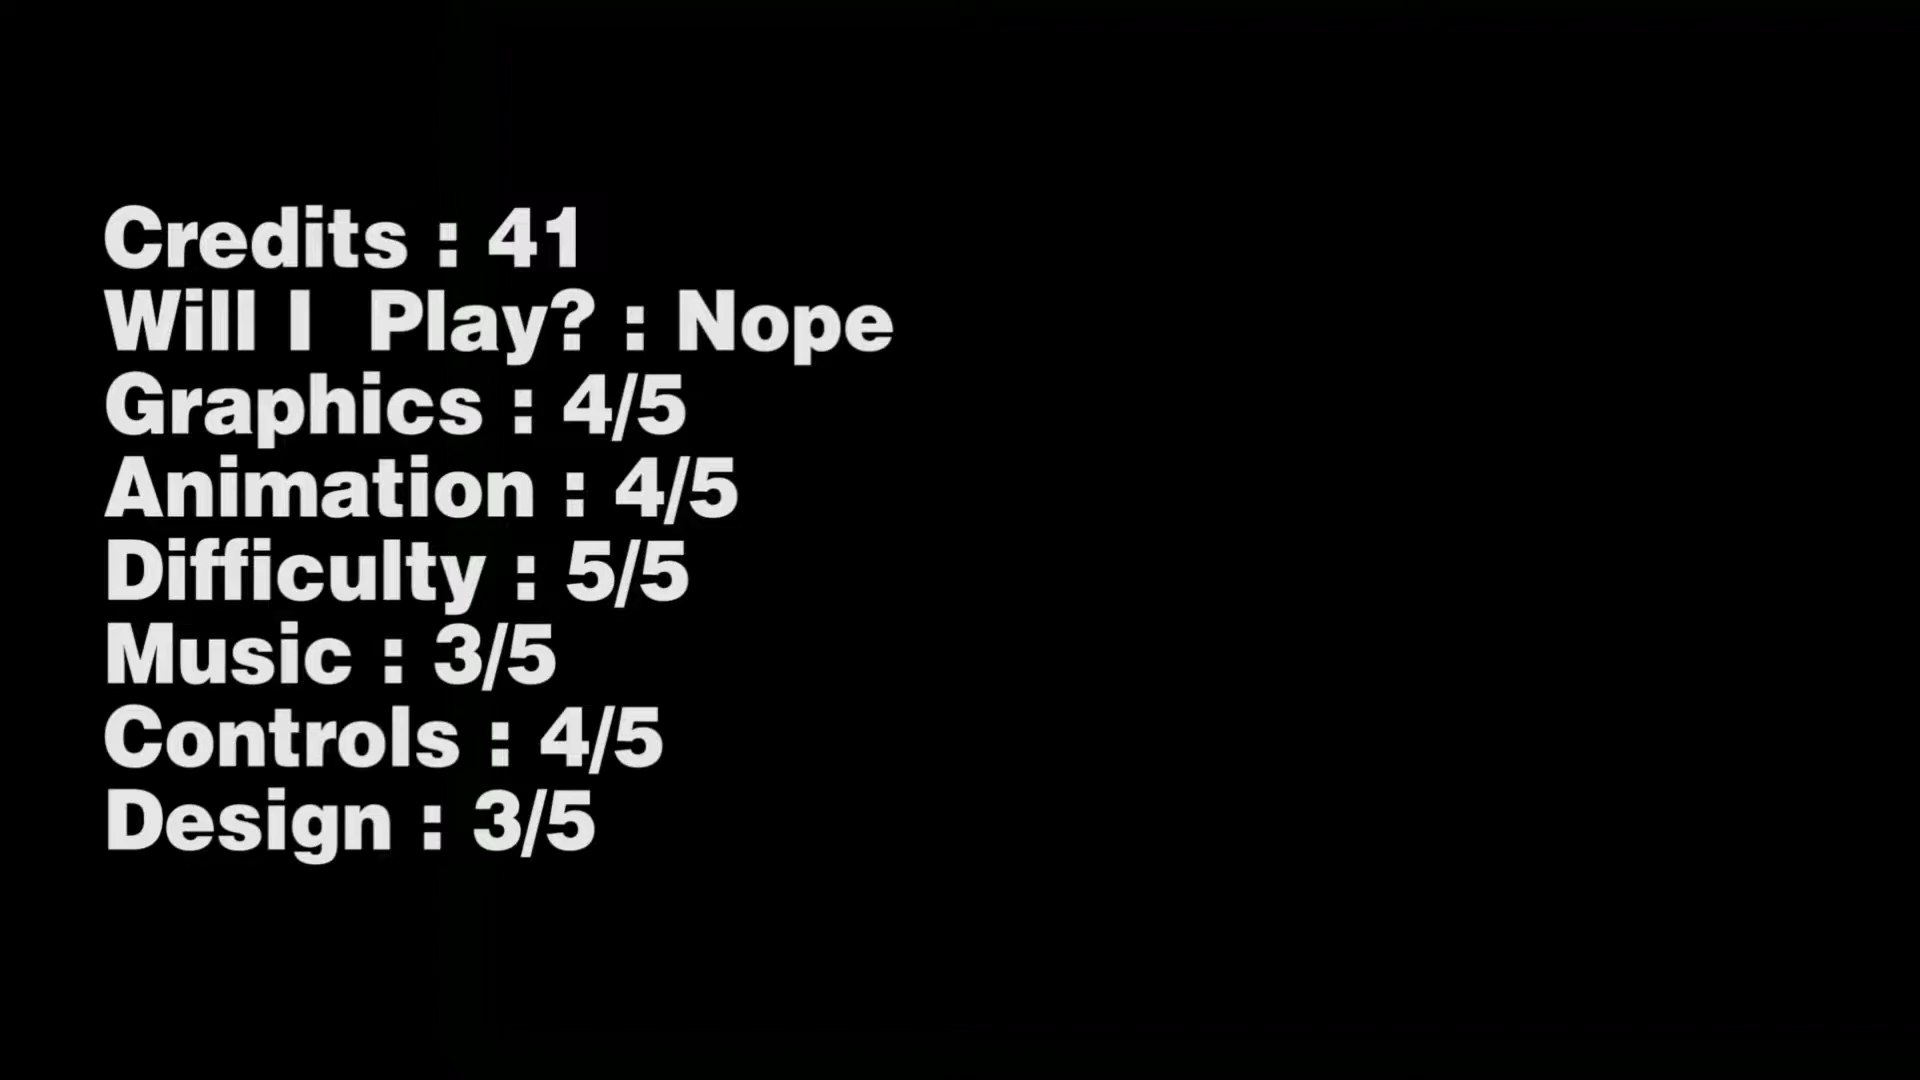 Credits : 41
Will I  Play? : Nope
Graphics : 4/5
Animation : 4/5
Difficulty : 5/5
Music : 3/5
Controls : 4/5
Design : 3/5